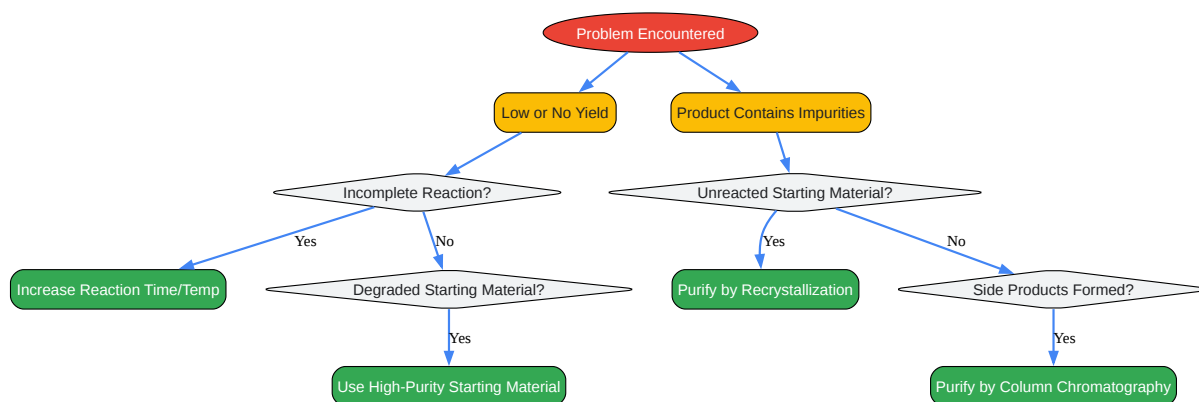 Problem Encountered
Low or No Yield
Product Contains Impurities
Incomplete Reaction?
Unreacted Starting Material?
Yes
No
Yes
No
Increase Reaction Time/Temp
Degraded Starting Material?
Purify by Recrystallization
Side Products Formed?
Yes
Yes
Use High-Purity Starting Material
Purify by Column Chromatography